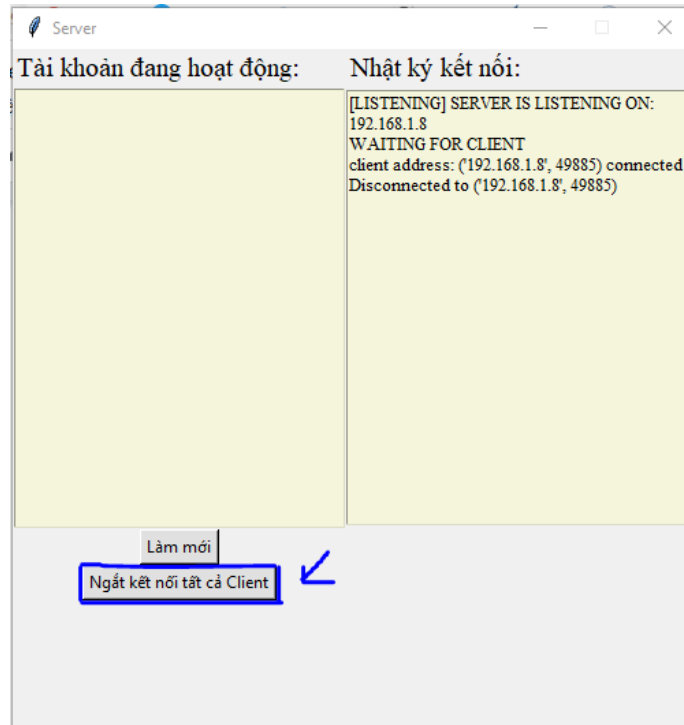 Server
Tài khoản đang hoạt động:
Nhật ký kết nối:
[LISTENING] SERVER IS LISTENING ON:
192.168.1.8
WAITING FOR CLIENT
client address: ('192.168.1.8', 49885) connected
Disconnected to ('192.168.1.8', 49885)
Làm mới
Ngắt kết nối tất cả Client